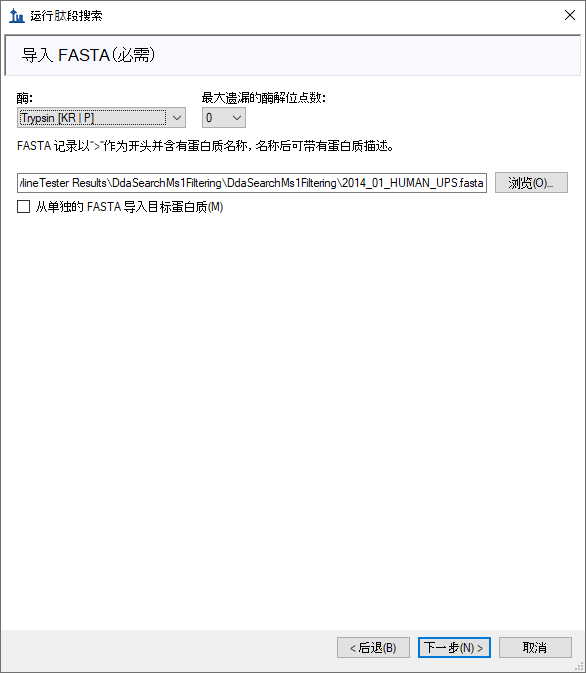 运行肽段搜索
导入 FASTA(必需)
酶: 最大遗漏的酶解位点数:
Trypsin [KR | P] 0
FASTA 记录以">"作为开头并含有蛋白质名称，名称后可带有蛋白质描述。
lineTester Results\DdaSearchMs1Filtering\DdaSearchMs1Filtering\2014_01_HUMAN_UPS.fasta 浏览(O)...
从单独的 FASTA 导入目标蛋白质(M)
< 后退(B) 下一步(N) > 取消